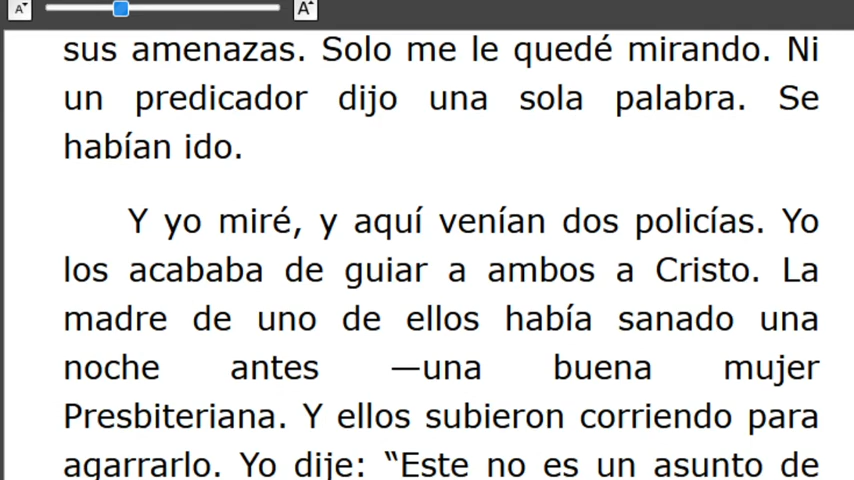 A A
sus amenazas. Solo me le quedé mirando. Ni
un predicador dijo una sola palabra. Se
habían ido.
Y yo miré, y aquí venían dos policías. Yo
los acababa de guiar a ambos a Cristo. La
madre de uno de ellos había sanado una
noche antes —una buena mujer
Presbiteriana. Y ellos subieron corriendo para
agarrarlo. Yo dije: “Este no es un asunto de